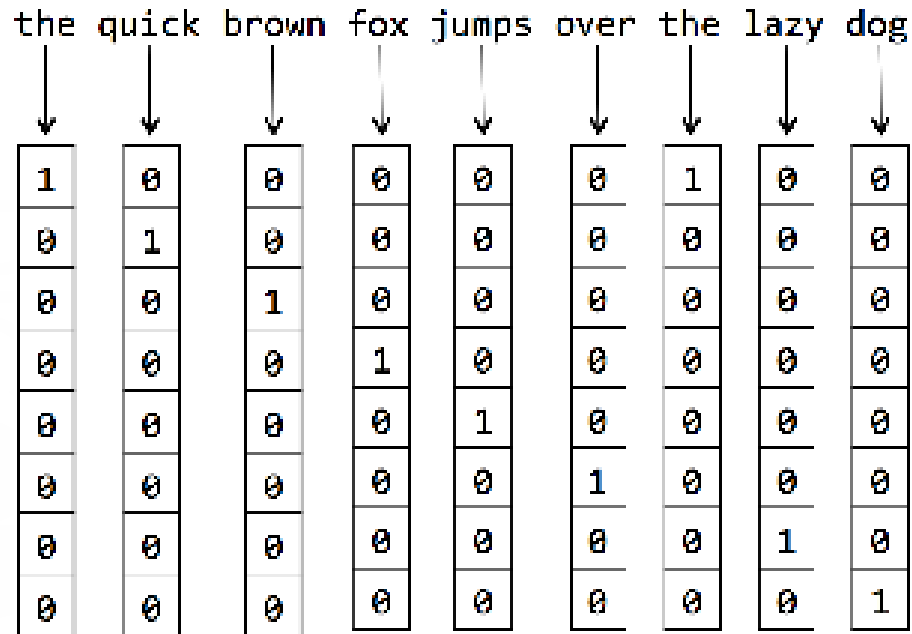 the quick brown fox jumps over the lazy dog
1 0 0 0 0 0 1 0 0
0 1 0 0 0 0 0 0 0
0 0 1 0 0 0 0 0 0
0 0 0 1 0 0 0 0 0
0 0 0 0 1 0 0 0 0
0 0 0 0 0 1 0 0 0
0 0 0 0 0 0 0 1 0
0 0 0 0 0 0 0 0 1